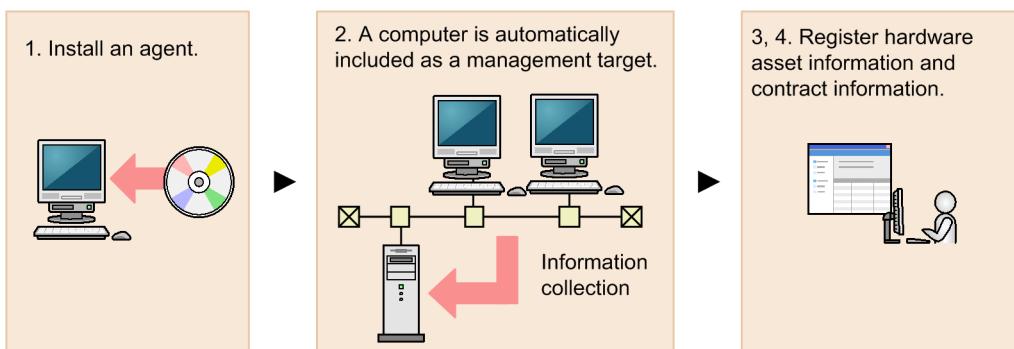 1. Install an agent.
2. A computer is automatically
included as a management target.
Information
collection
3, 4. Register hardware
asset information and
contract information.